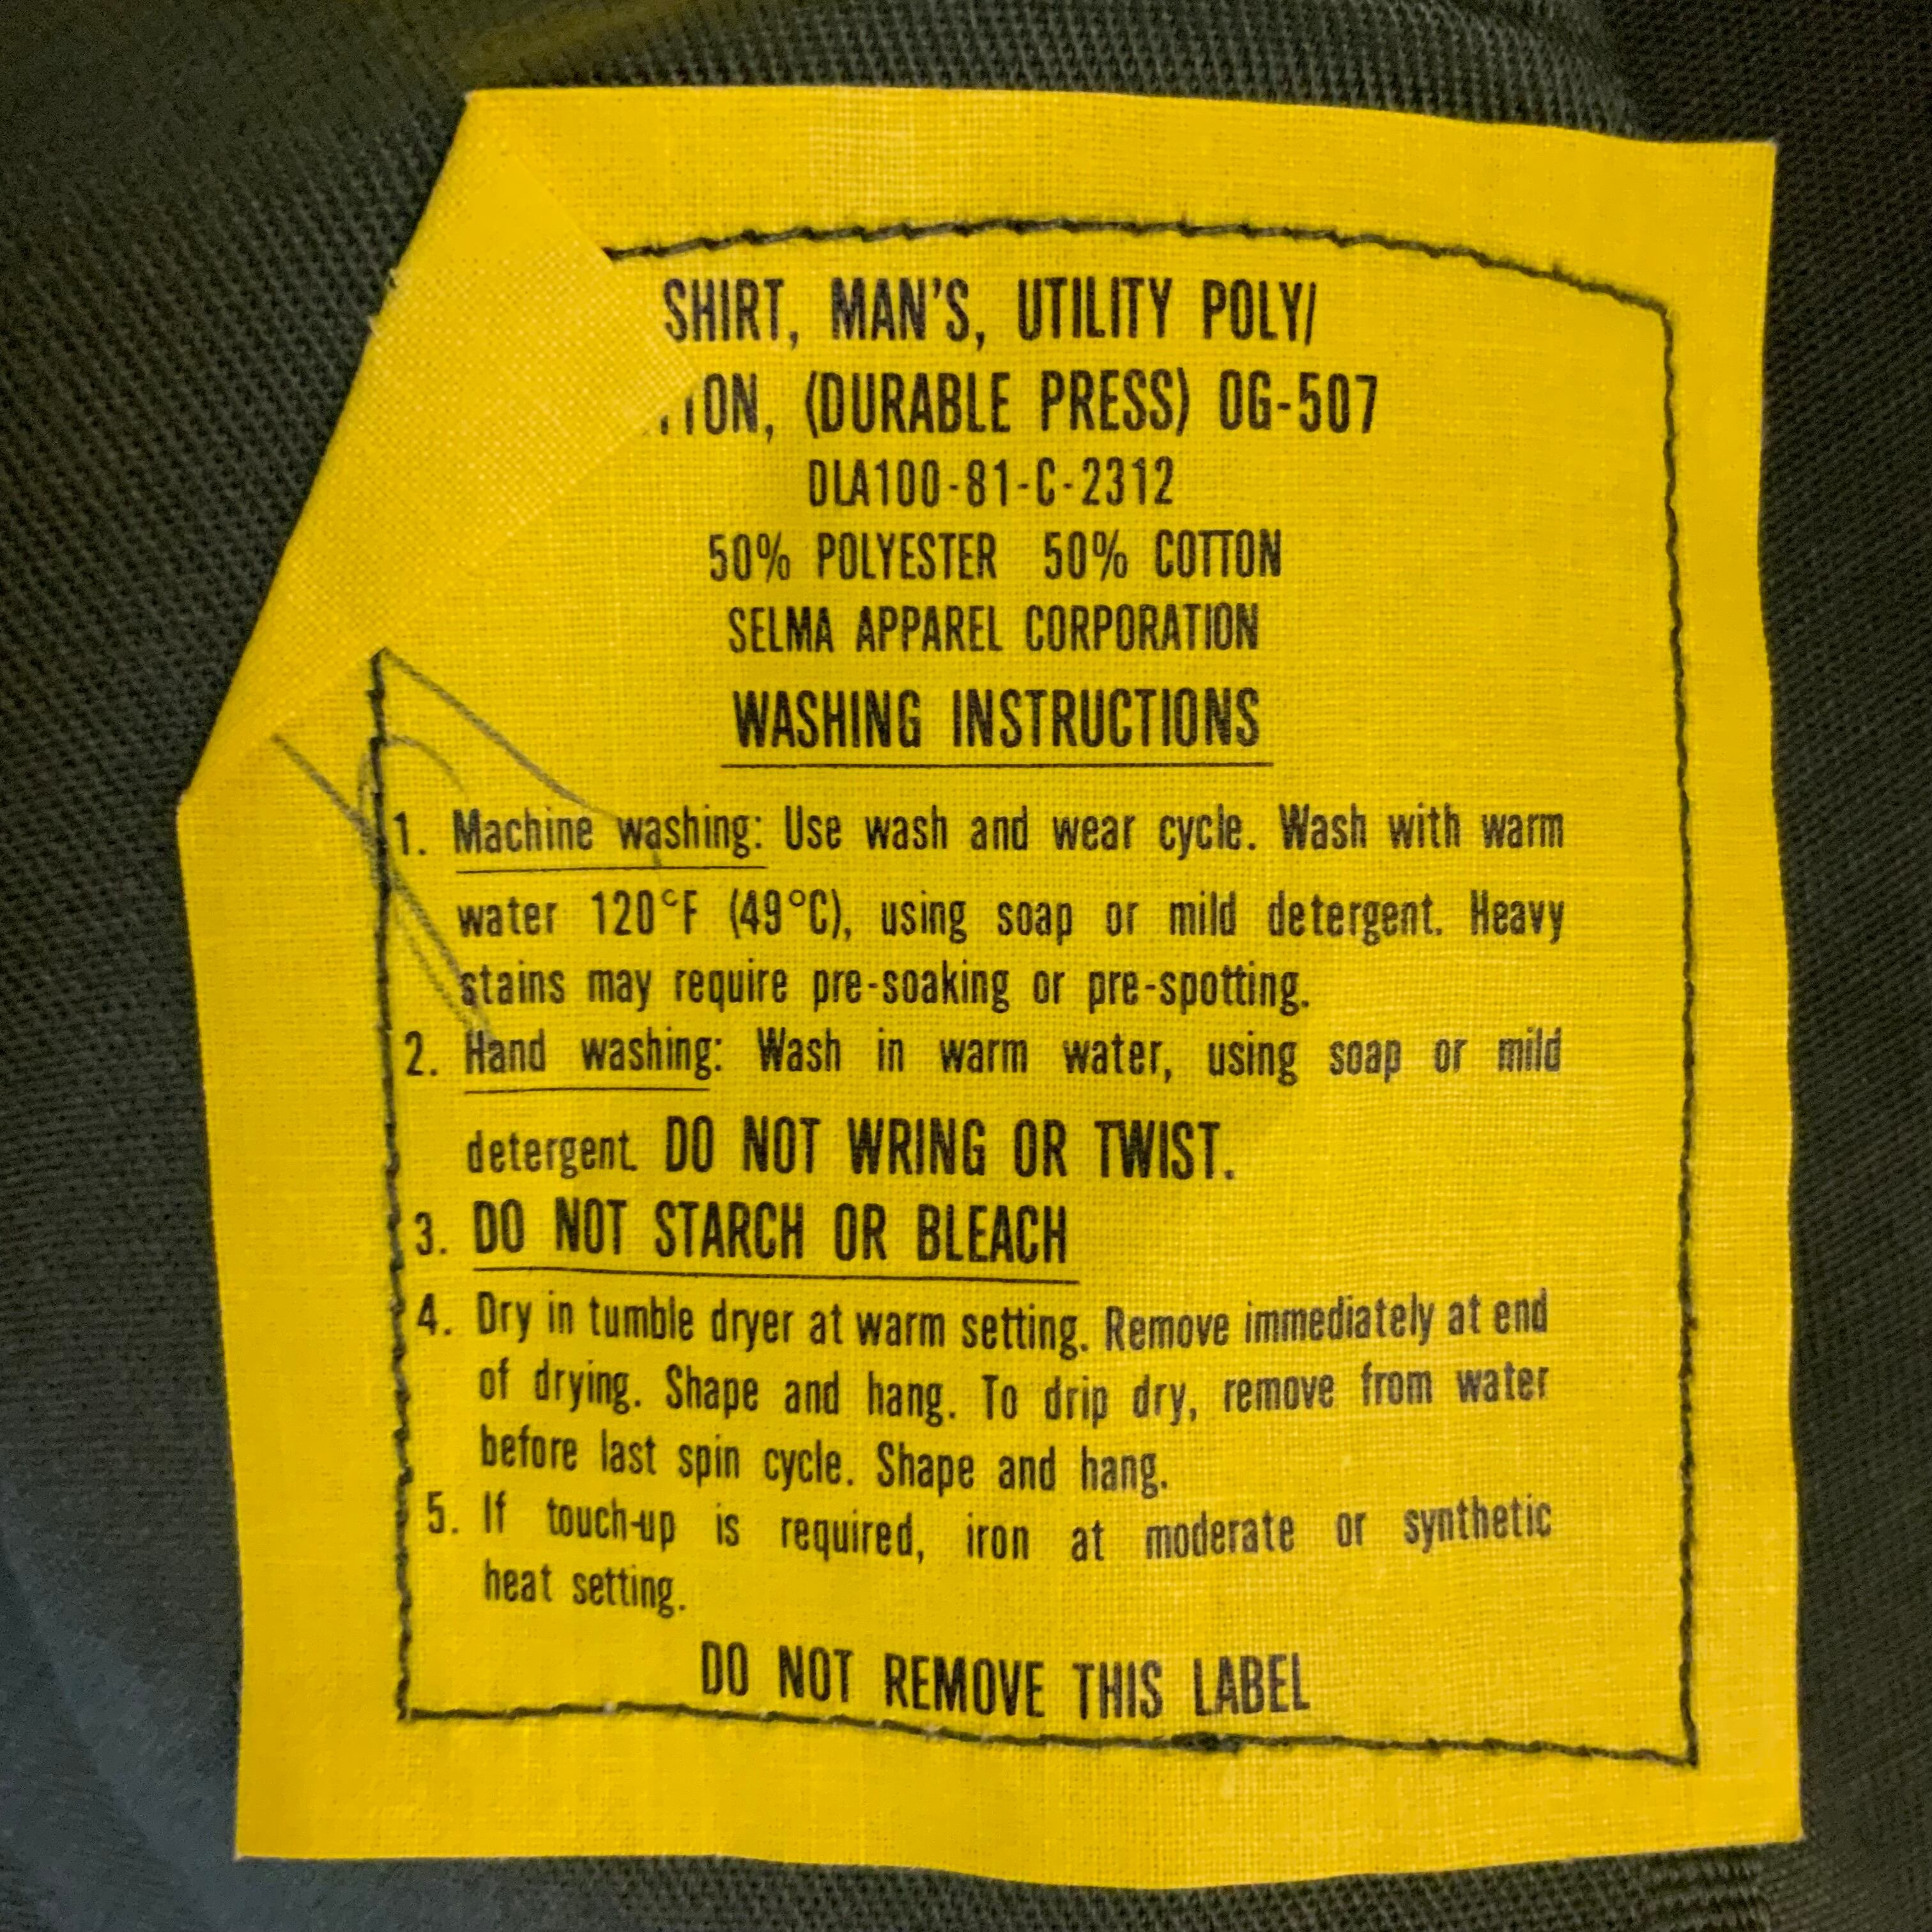 SHIRT, MAN'S, UTILITY POLY/
TON, (DURABLE PRESS) OG-507
DLA100-81-C-2312
50% POLYESTER 50% COTTON
SELMA APPAREL CORPORATION
WASHING INSTRUCTIONS
1. Machine washing: Use wash and wear cycle. Wash with warm
water 120°F (49°C), using soap or mild detergent. Heavy
stains may require pre-soaking or pre-spotting.
2. Hand washing: Wash in warm water, using soap or mild
detergent. DO NOT WRING OR TWIST.
3. DO NOT STARCH OR BLEACH
4. Dry in tumble dryer at warm setting. Remove immediately at end
of drying. Shape and hang. To drip dry, remove from water
before last spin cycle. Shape and hang.
5. If touch-up is required, iron at moderate or synthetic
heat setting.
DO NOT REMOVE THIS LABEL